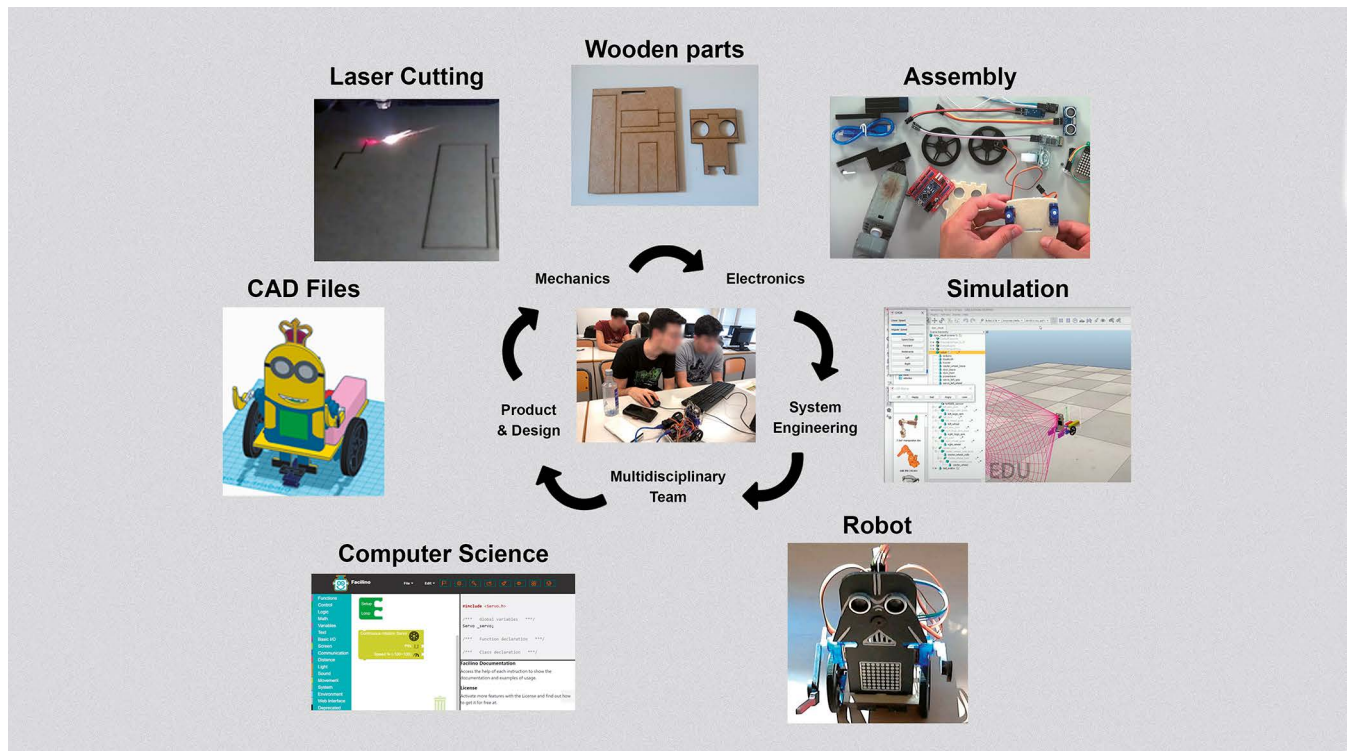 Wooden parts
Laser Cutting
Assembly
Mechanics
Electronics
CAD Files
Simulation
Product
& Design
System
Engineering
Multidisciplinary
Team
EDU
Robot
Computer Science
Facilino
File
Edit
Functions
Control
Logic
Math
Variables
Text
Basic I/O
Screen
Communication
Distance
Light
Sound
Movement
System
Environment
Web Interface
Deprecated
Setup
Loop
#include <Servo.h>
/*** Global variables ***/
Servo _servo;
/*** function declaration ***/
/*** Class declaration ***/
Facilino Documentation
Access the help of each instruction to show the
documentation and examples of usage.
License
Activate more features with the License and find out how
to get it for free at.